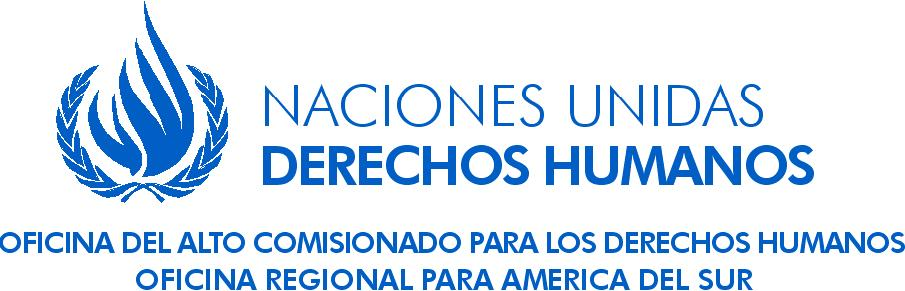 NACIONES UNIDAS
DERECHOS HUMANOS
OFICINA DEL ALTO COMISIONADO PARA LOS DERECHOS HUMANOS
OFICINA REGIONAL PARA AMERICA DEL SUR